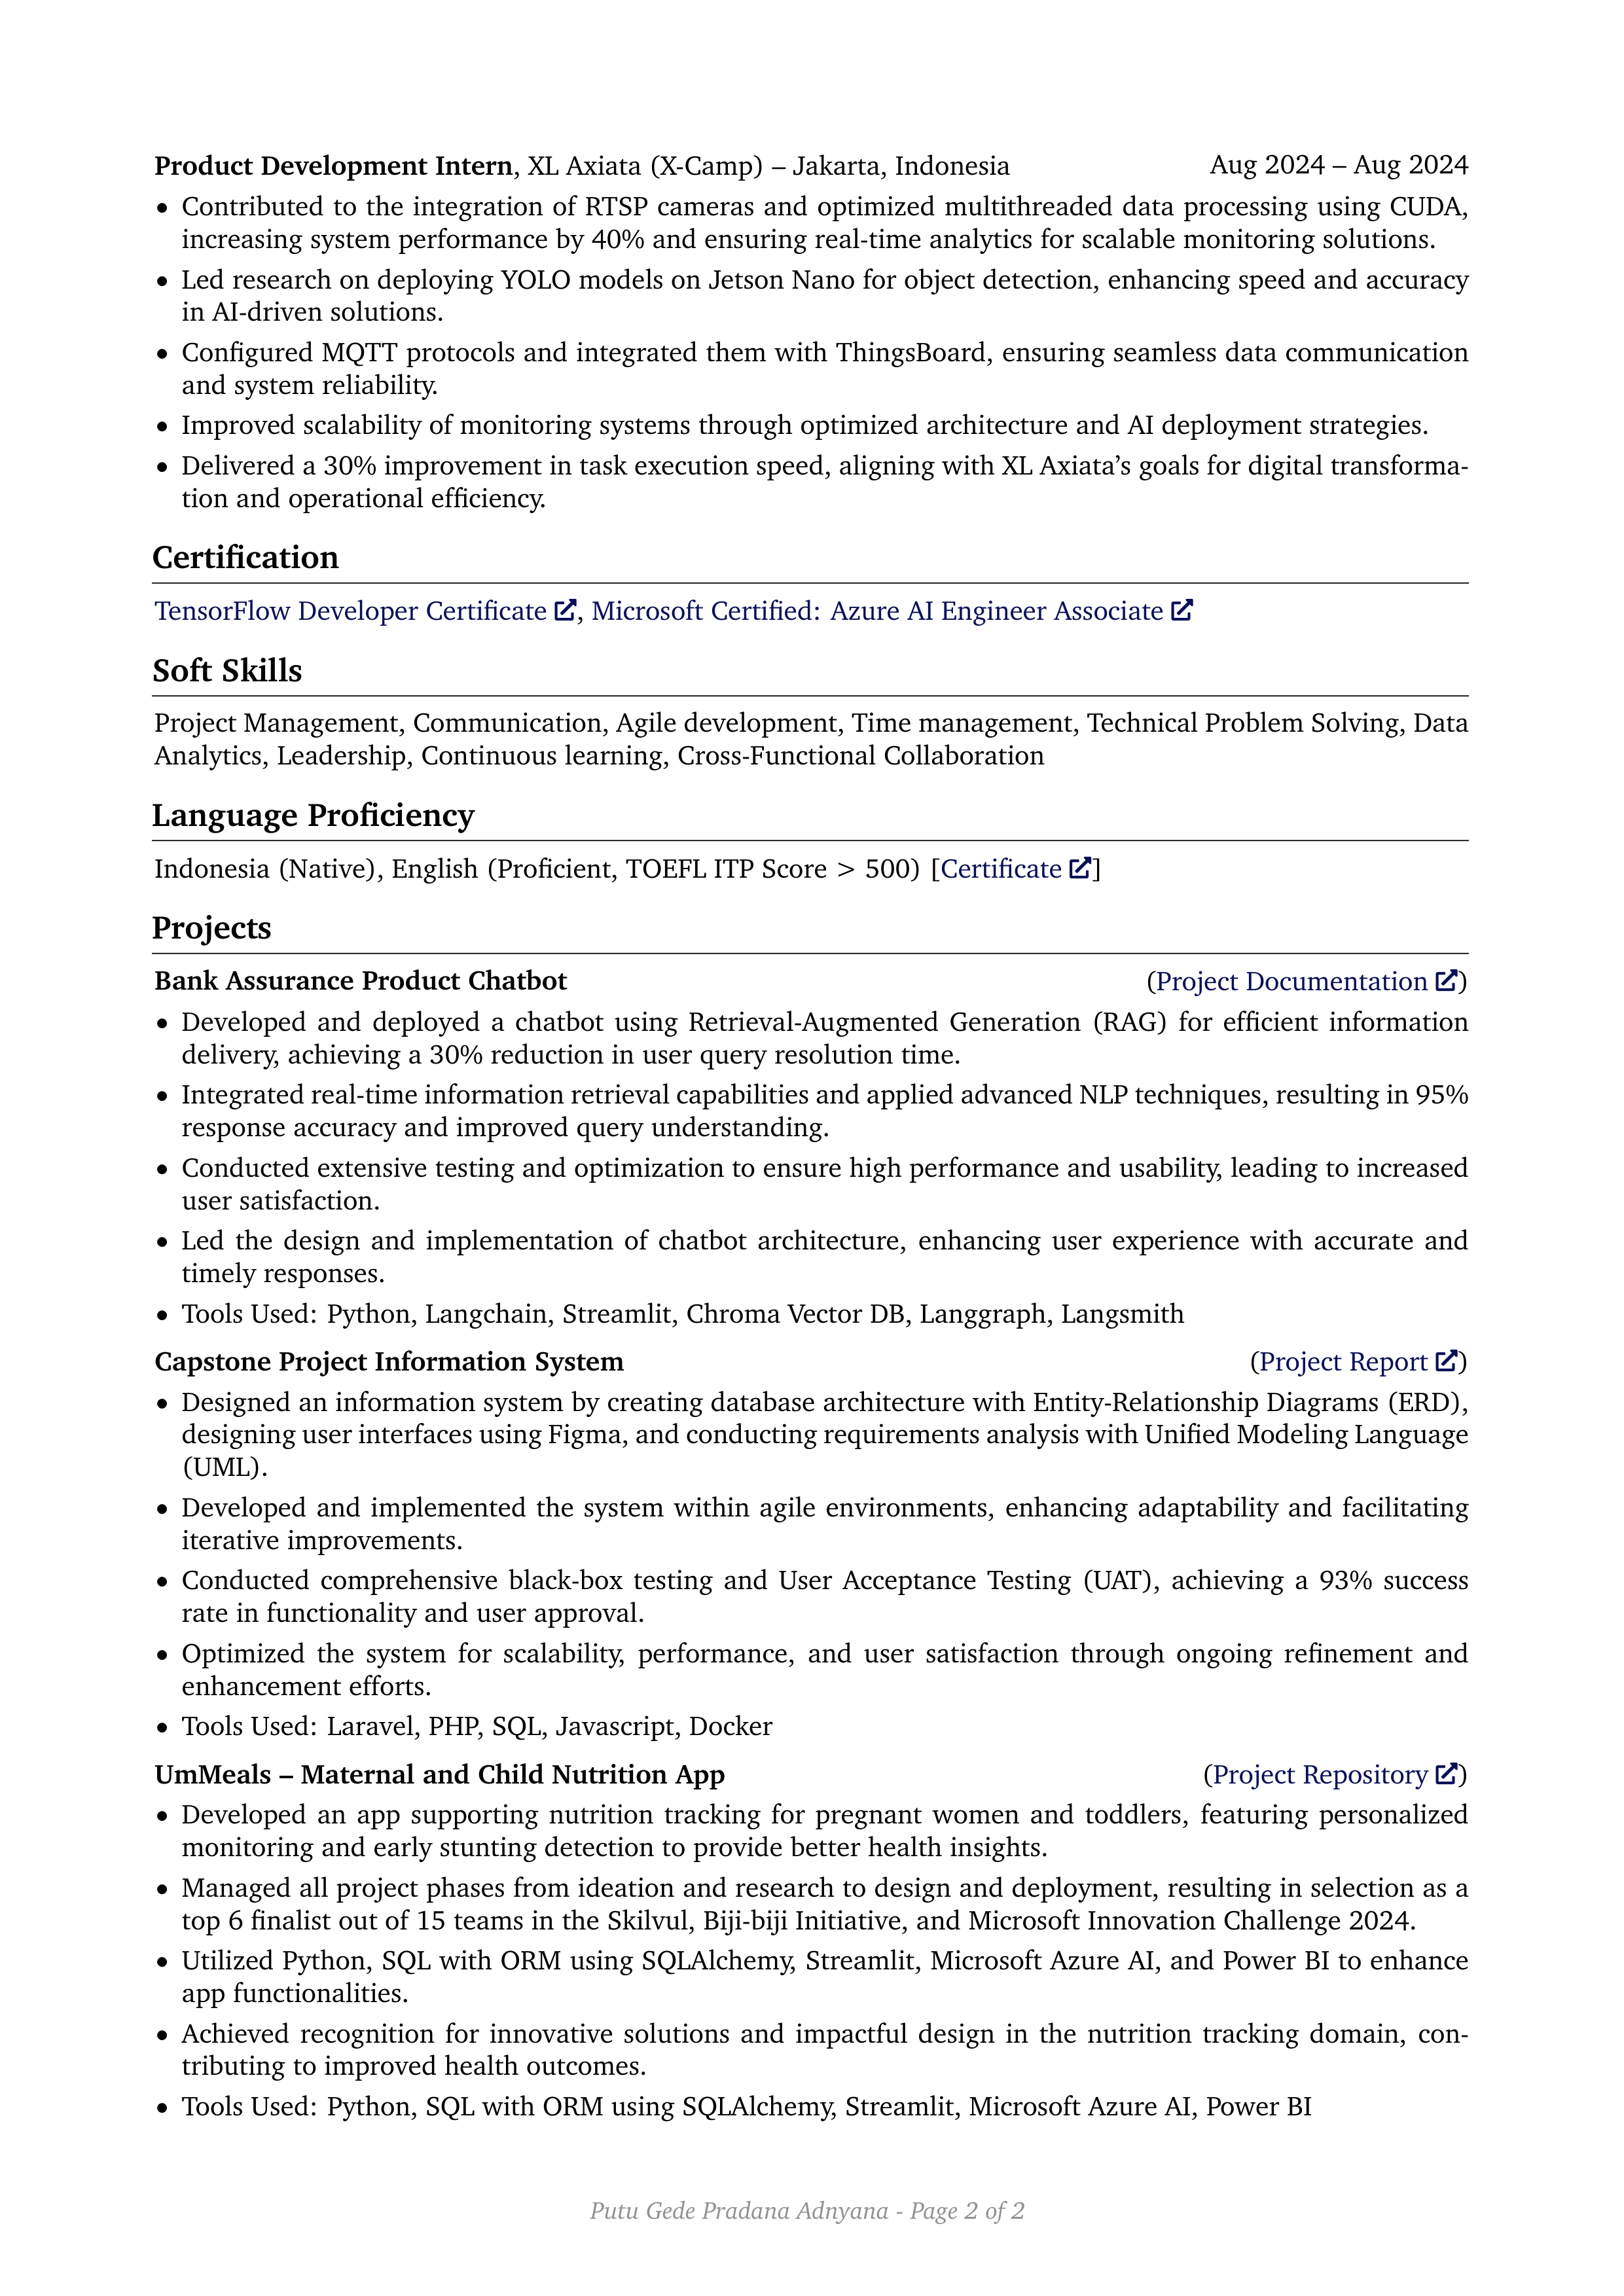 Product Development Intern, XL Axiata (X-Camp) – Jakarta, Indonesia Aug 2024 – Aug 2024
• Contributed to the integration of RTSP cameras and optimized multithreaded data processing using CUDA,
increasing system performance by 40% and ensuring real-time analytics for scalable monitoring solutions.
• Led research on deploying YOLO models on Jetson Nano for object detection, enhancing speed and accuracy
in AI-driven solutions.
• Configured MQTT protocols and integrated them with ThingsBoard, ensuring seamless data communication
and system reliability.
• Improved scalability of monitoring systems through optimized architecture and AI deployment strategies.
• Delivered a 30% improvement in task execution speed, aligning with XL Axiata’s goals for digital transforma-
tion and operational efficiency.
Certification
TensorFlow Developer Certificate, Microsoft Certified: Azure AI Engineer Associate
Soft Skills
Project Management, Communication, Agile development, Time management, Technical Problem Solving, Data
Analytics, Leadership, Continuous learning, Cross-Functional Collaboration
Language Proficiency
Indonesia (Native), English (Proficient, TOEFL ITP Score > 500) [Certificate]
Projects
Bank Assurance Product Chatbot (Project Documentation)
• Developed and deployed a chatbot using Retrieval-Augmented Generation (RAG) for efficient information
delivery, achieving a 30% reduction in user query resolution time.
• Integrated real-time information retrieval capabilities and applied advanced NLP techniques, resulting in 95%
response accuracy and improved query understanding.
• Conducted extensive testing and optimization to ensure high performance and usability, leading to increased
user satisfaction.
• Led the design and implementation of chatbot architecture, enhancing user experience with accurate and
timely responses.
• Tools Used: Python, Langchain, Streamlit, Chroma Vector DB, Langgraph, Langsmith
Capstone Project Information System (Project Report)
• Designed an information system by creating database architecture with Entity-Relationship Diagrams (ERD),
designing user interfaces using Figma, and conducting requirements analysis with Unified Modeling Language
(UML).
• Developed and implemented the system within agile environments, enhancing adaptability and facilitating
iterative improvements.
• Conducted comprehensive black-box testing and User Acceptance Testing (UAT), achieving a 93% success
rate in functionality and user approval.
• Optimized the system for scalability, performance, and user satisfaction through ongoing refinement and
enhancement efforts.
• Tools Used: Laravel, PHP, SQL, Javascript, Docker
UmMeals – Maternal and Child Nutrition App (Project Repository)
• Developed an app supporting nutrition tracking for pregnant women and toddlers, featuring personalized
monitoring and early stunting detection to provide better health insights.
• Managed all project phases from ideation and research to design and deployment, resulting in selection as a
top 6 finalist out of 15 teams in the Skilvul, Biji-biji Initiative, and Microsoft Innovation Challenge 2024.
• Utilized Python, SQL with ORM using SQLAlchemy, Streamlit, Microsoft Azure AI, and Power BI to enhance
app functionalities.
• Achieved recognition for innovative solutions and impactful design in the nutrition tracking domain, con-
tributing to improved health outcomes.
• Tools Used: Python, SQL with ORM using SQLAlchemy, Streamlit, Microsoft Azure AI, Power BI
Putu Gede Pradana Adnyana - Page 2 of 2